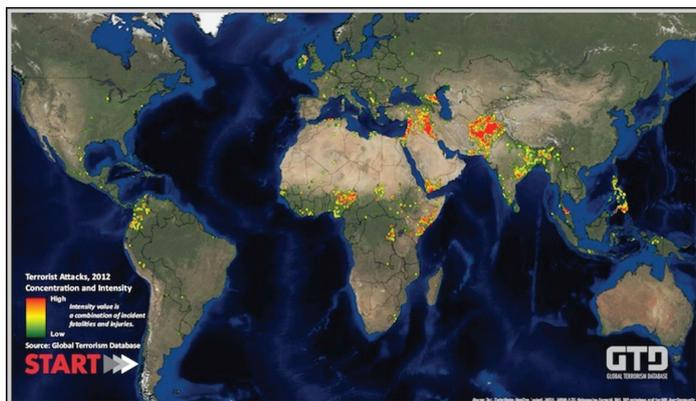 Terrorist Attacks, 2012
Concentration and Intensity
High
Intensity value is
a combination of incident
fatalities and injuries.
Low
Source: Global Terrorism Database
START
GTD
GLOBAL TERRORISM DATABASE